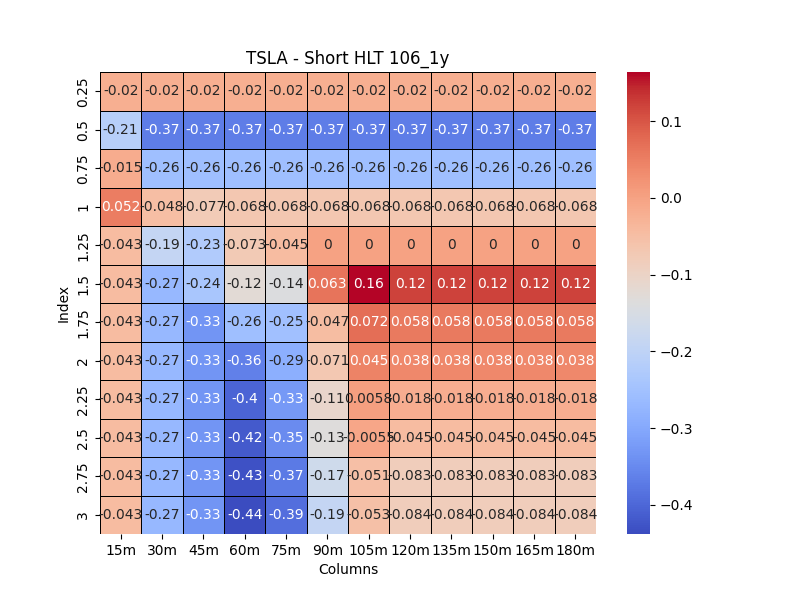 TSLA - Short HLT 106_1y
0.25 -0.02 -0.02 -0.02 -0.02 -0.02 -0.02 -0.02 -0.02 -0.02 -0.02 -0.02 -0.02
0.5 -0.21 -0.37 -0.37 -0.37 -0.37 -0.37 -0.37 -0.37 -0.37 -0.37 -0.37 -0.37
0.75 -0.015 -0.26 -0.26 -0.26 -0.26 -0.26 -0.26 -0.26 -0.26 -0.26 -0.26 -0.26
1 0.052 -0.048 -0.077 -0.068 -0.068 -0.068 -0.068 -0.068 -0.068 -0.068 -0.068 -0.068
1.25 -0.043 -0.19 -0.23 -0.073 -0.045 0 0 0 0 0 0 0
1.5 -0.043 -0.27 -0.24 -0.12 -0.14 0.063 0.16 0.12 0.12 0.12 0.12 0.12
1.75 -0.043 -0.27 -0.33 -0.26 -0.25 -0.047 0.072 0.058 0.058 0.058 0.058 0.058
2 -0.043 -0.27 -0.33 -0.36 -0.29 -0.071 0.045 0.038 0.038 0.038 0.038 0.038
2.25 -0.043 -0.27 -0.33 -0.4 -0.33 -0.11 0.0058 -0.018 -0.018 -0.018 -0.018 -0.018
2.5 -0.043 -0.27 -0.33 -0.42 -0.35 -0.13 -0.0055 -0.045 -0.045 -0.045 -0.045 -0.045
2.75 -0.043 -0.27 -0.33 -0.43 -0.37 -0.17 -0.051 -0.083 -0.083 -0.083 -0.083 -0.083
3 -0.043 -0.27 -0.33 -0.44 -0.39 -0.19 -0.053 -0.084 -0.084 -0.084 -0.084 -0.084
15m 30m 45m 60m 75m 90m 105m 120m 135m 150m 165m 180m
Columns
Index
0.1
0.0
−0.1
−0.2
−0.3
−0.4